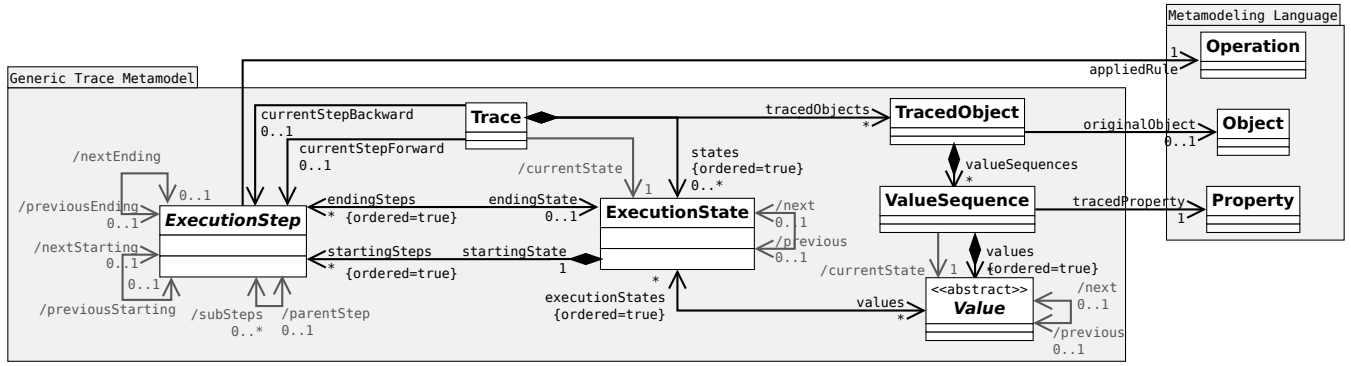 Metamodeling Language
Operation
1
appliedRule
Generic Trace Metamodel
currentStepBackward
0..1
Trace
tracedObjects
*
TracedObject
originalObject
0..1
Object
currentStepForward
0..1
/nextEnding
0..1
/currentState
1
states
{ordered=true}
0..*
valueSequences
*
/previousEnding
0..1
ExecutionStep
endingSteps
*
{ordered=true}
endingState
0..1
ExecutionState
/next
0..1
ValueSequence
tracedProperty
1
Property
/nextStarting
0..1
startingSteps
*
{ordered=true}
startingState
1
/previous
0..1
/currentState
1
values
*
{ordered=true}
0..1
/previousStarting
/subSteps
0..*
/parentStep
0..1
*
executionStates
{ordered=true}
values
*
<<abstract>>
Value
/next
0..1
/previous
0..1